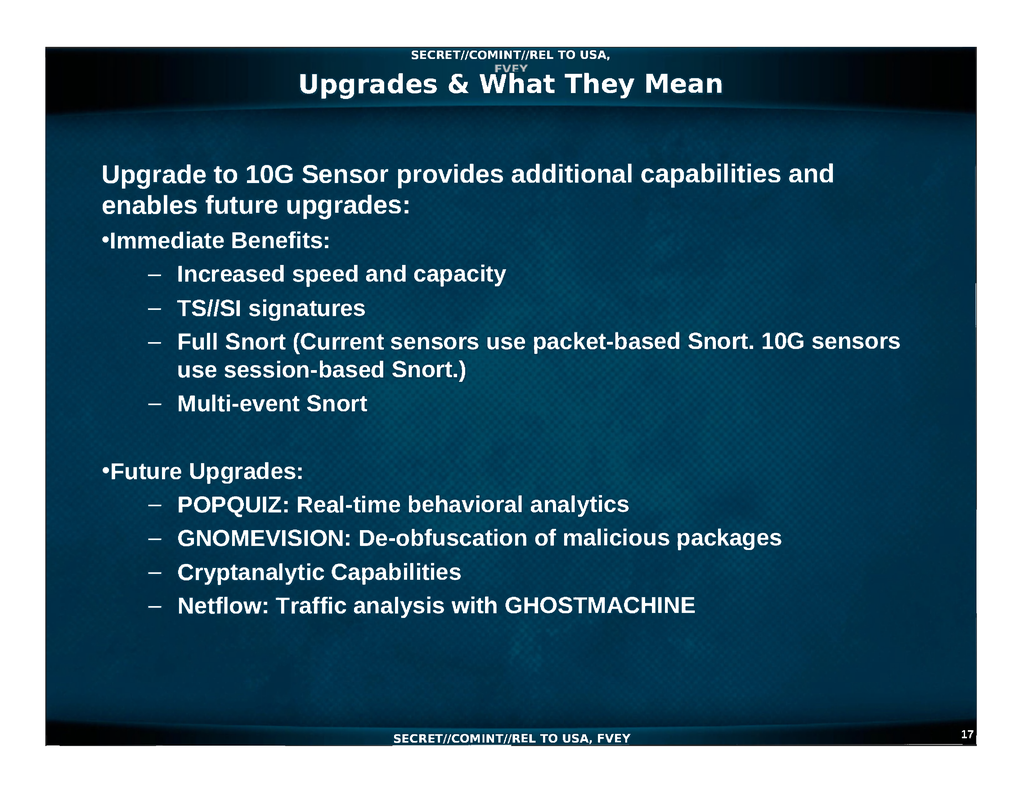 SECRET//COMINT//REL TO USA,
FVEY
Upgrades & What They Mean
Upgrade to 10G Sensor provides additional capabilities and
enables future upgrades:
•Immediate Benefits:
– Increased speed and capacity
– TS//SI signatures
– Full Snort (Current sensors use packet-based Snort. 10G sensors
use session-based Snort.)
– Multi-event Snort
•Future Upgrades:
– POPQUIZ: Real-time behavioral analytics
– GNOMEVISION: De-obfuscation of malicious packages
– Cryptanalytic Capabilities
– Netflow: Traffic analysis with GHOSTMACHINE
SECRET//COMINT//REL TO USA, FVEY
17